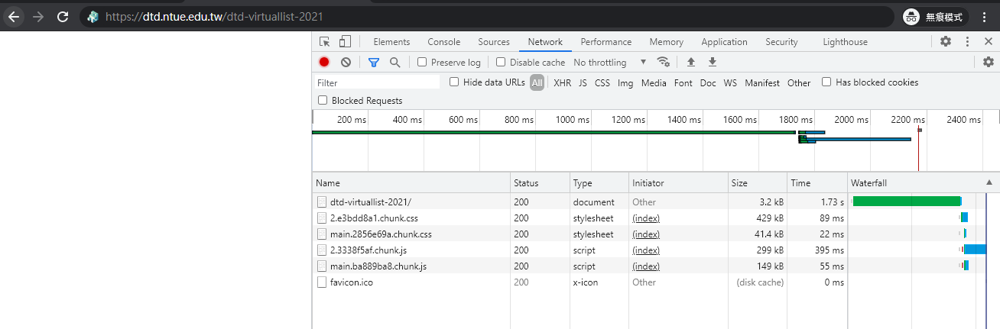 https://dtd.ntue.edu.tw/dtd-virtuallist-2021 無痕模式
Elements Console Sources Network Performance Memory Application Security Lighthouse
Preserve log Disable cache No throttling
Filter Hide data URLs All XHR JS CSS Img Media Font Doc WS Manifest Other Has blocked cookies
Blocked Requests
200 ms 400 ms 600 ms 800 ms 1000 ms 1200 ms 1400 ms 1600 ms 1800 ms 2000 ms 2200 ms 2400 ms
Name Status Type Initiator Size Time Waterfall
dtd-virtuallist-2021/ 200 document Other 3.2 kB 1.73 s
2.e3bdd8a1.chunk.css 200 stylesheet (index) 429 kB 89 ms
main.2856e69a.chunk.css 200 stylesheet (index) 41.4 kB 22 ms
2.3338f5af.chunk.js 200 script (index) 299 kB 395 ms
main.ba889ba8.chunk.js 200 script (index) 149 kB 55 ms
favicon.ico 200 x-icon Other (disk cache) 0 ms